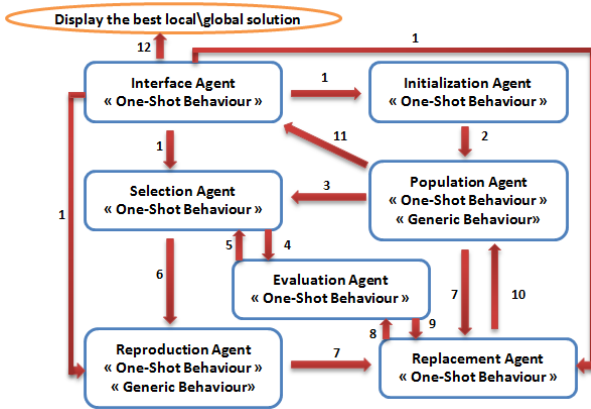 Display the best local\global solution
12
1
Interface Agent
« One-Shot Behaviour »
1
Initialization Agent
« One-Shot Behaviour »
1
11
2
Selection Agent
« One-Shot Behaviour »
3
Population Agent
« One-Shot Behaviour »
« Generic Behaviour»
1
5
4
6
Evaluation Agent
« One-Shot Behaviour »
7
10
8
9
Reproduction Agent
« One-Shot Behaviour »
« Generic Behaviour»
7
Replacement Agent
« One-Shot Behaviour »